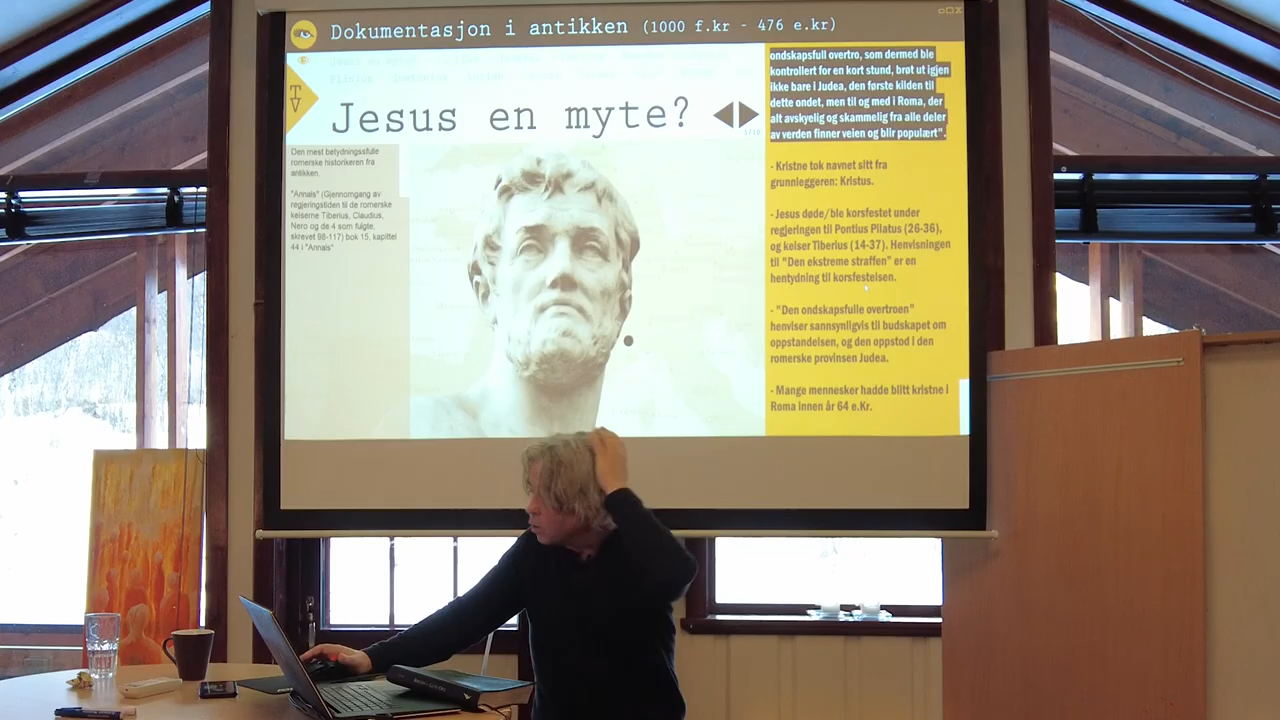 Dokumentasjon i antikken (1000 f.kr - 476 e.kr)
TV
Jesus en myte?
Den mest betydningssfulle
romerske historikeren fra
antikken.
"Annals" (Gjennomgang av
regjeringstiden til de romerske
keiserne Tiberius, Claudius,
Nero og de 4 som fulgte,
skrevet 98-117) bok 15, kapittel
44 i "Annals"
ondskapsfull overtro, som dermed ble
kontrollert for en kort stund, brøt ut igjen
ikke bare i Judea, den første kilden til
dette ondet, men til og med i Roma, der
alt avskyelig og skammelig fra alle deler
av verden finner veien og blir populært".
- Kristne tok navnet sitt fra
grunnleggeren: Kristus.
- Jesus døde/ble korsfestet under
regjeringen til Pontius Pilatus (26-36),
og keiser Tiberius (14-37). Henvisningen
til "Den ekstreme straffen" er en
hentydning til korsfestelsen.
- "Den ondskapsfulle overtroen"
henviser sannsynligvis til budskapet om
oppstandelsen, og den oppstod i den
romerske provinsen Judea.
- Mange mennesker hadde blitt kristne i
Roma innen år 64 e.Kr.